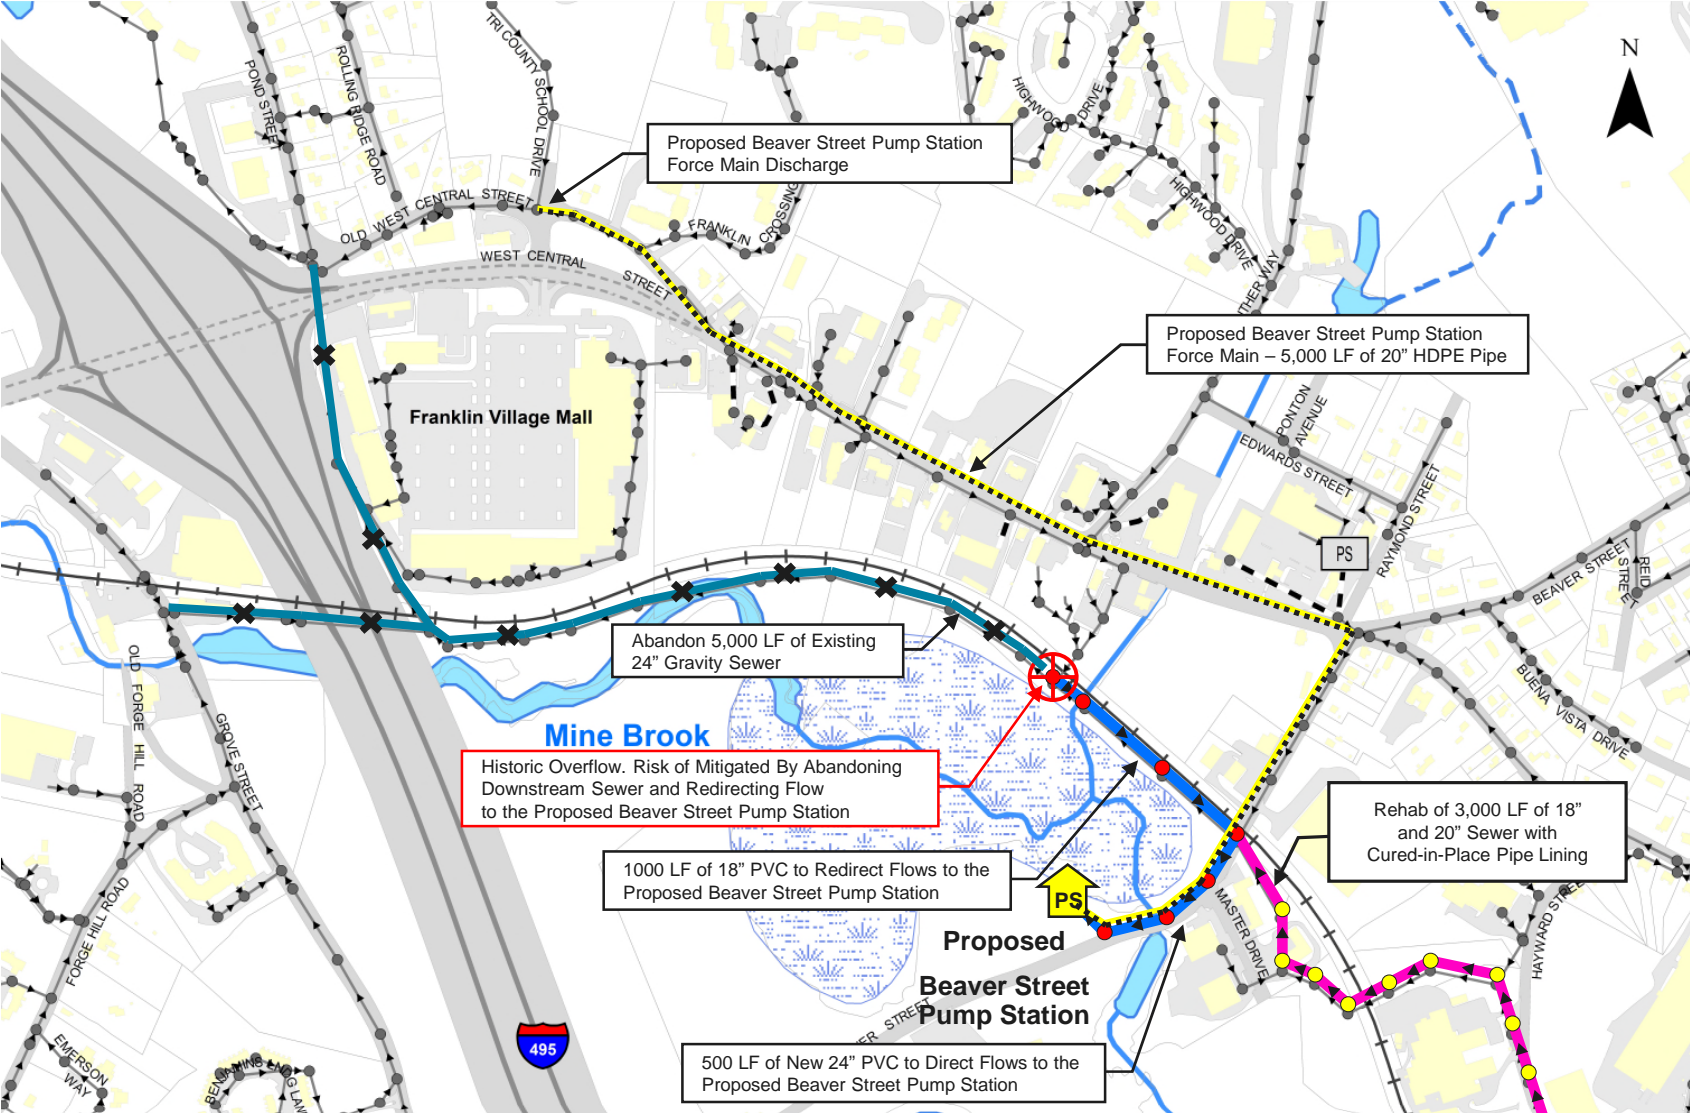 N
TRI COUNTY SCHOOL DRIVE
POND STREET
ROLLING RIDGE ROAD
HIGHWOOD DRIVE
Proposed Beaver Street Pump Station
Force Main Discharge
OLD WEST CENTRAL STREET
FRANKLIN CROSSING
HIGHWOOD DRIVE
WEST CENTRAL STREET
THER WAY
Proposed Beaver Street Pump Station
Force Main – 5,000 LF of 20” HDPE Pipe
Franklin Village Mall
PONTON
AVENUE
EDWARDS STREET
RAYMOND STREET
PS
BEAVER STREET
REID
STREET
Abandon 5,000 LF of Existing
24” Gravity Sewer
OLD FORGE HILL ROAD
GROVE STREET
BUENA VISTA DRIVE
Mine Brook
Historic Overflow. Risk of Mitigated By Abandoning
Downstream Sewer and Redirecting Flow
to the Proposed Beaver Street Pump Station
Rehab of 3,000 LF of 18”
and 20” Sewer with
Cured-in-Place Pipe Lining
1000 LF of 18” PVC to Redirect Flows to the
Proposed Beaver Street Pump Station
PS
MASTER DRIVE
HAYWARD STREE
FORGE HILL ROAD
Proposed
Beaver Street
Pump Station
ER STREET
495
500 LF of New 24” PVC to Direct Flows to the
Proposed Beaver Street Pump Station
EMERSON
WAY